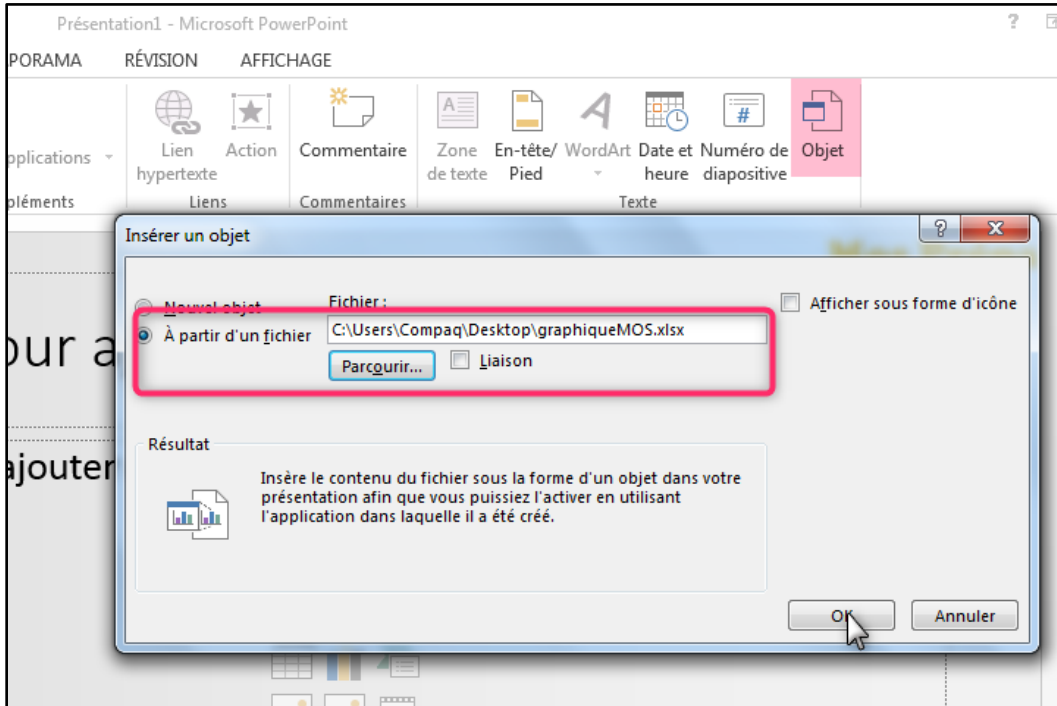 Présentation1 - Microsoft PowerPoint
?
PORAMA RÉVISION AFFICHAGE
Lien Action Commentaire Zone En-tête/ WordArt Date et Numéro de Objet
hypertexte de texte Pied heure diapositive
Liens Commentaires Texte
Insérer un objet
?
Nouvel objet
Fichier :
Afficher sous forme d'icône
À partir d'un fichier
C:\Users\Compaq\Desktop\graphiqueMOS.xlsx
Parcourir...
Liaison
our a
Résultat
ajouter
Insère le contenu du fichier sous la forme d'un objet dans votre
présentation afin que vous puissiez l'activer en utilisant
l'application dans laquelle il a été créé.
OK
Annuler